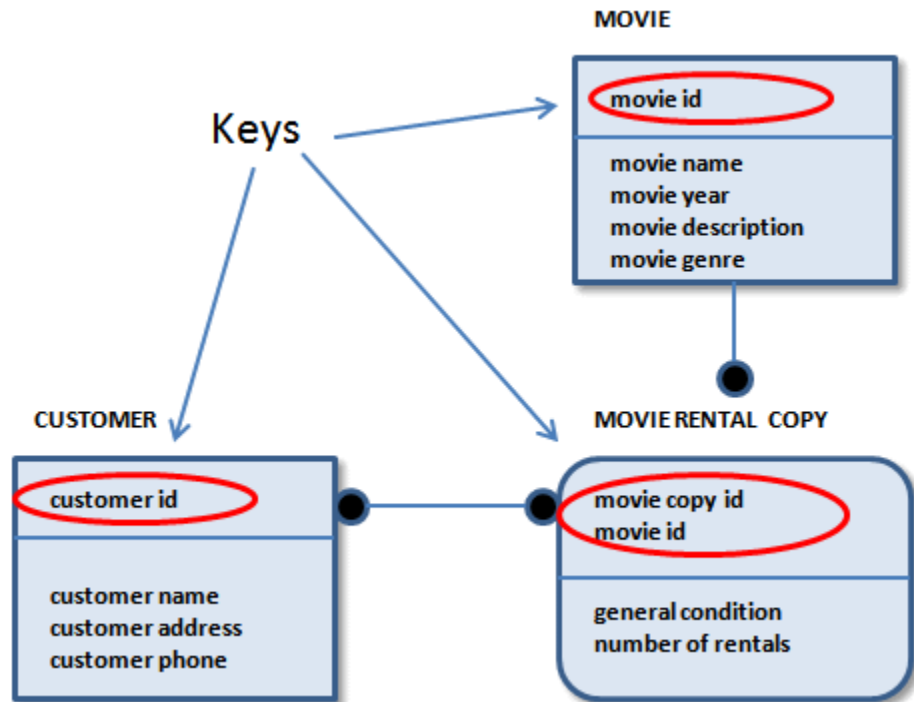 MOVIE
movie id
Keys
movie name
movie year
movie description
movie genre
CUSTOMER
MOVIE RENTAL COPY
customer id
movie copy id
movie id
customer name
customer address
customer phone
general condition
number of rentals